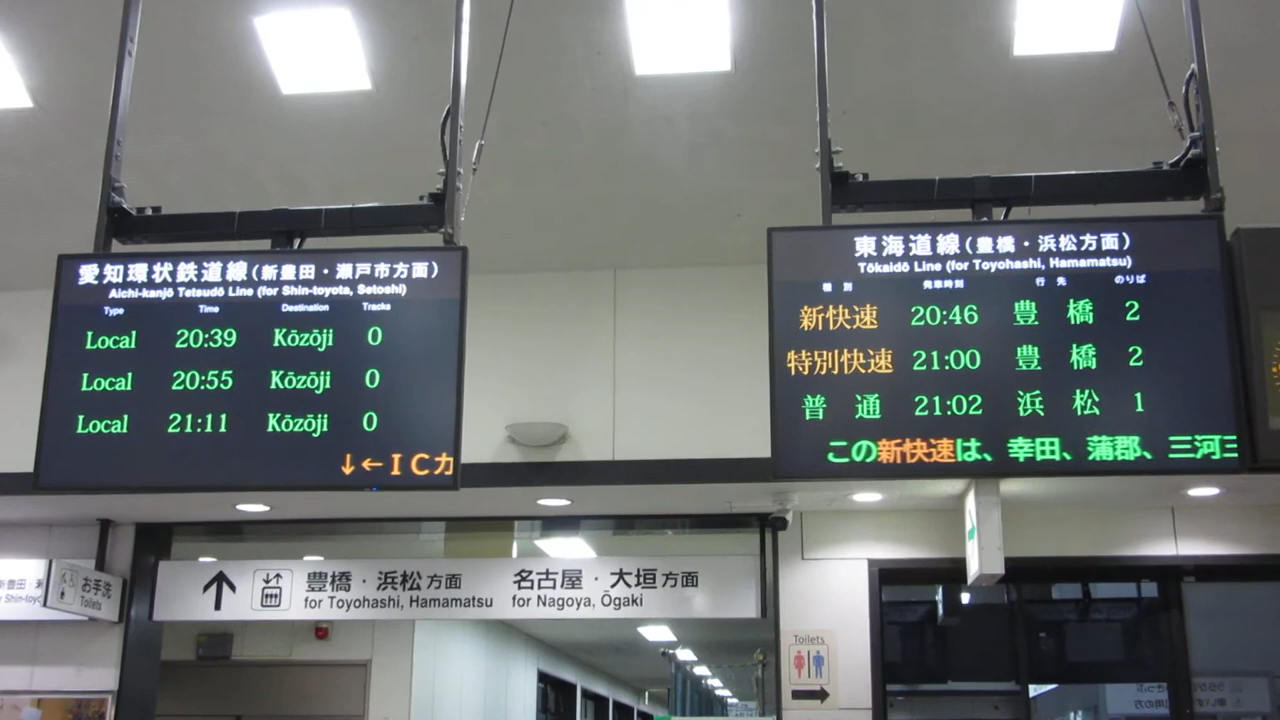 愛知環状鉄道線(新豊田・瀬戸市方面)
Aichi-kanjō Tetsudō Line (for Shin-toyota, Setoshi)
Type Time Destination Tracks
Local 20:39 Kōzōji 0
Local 20:55 Kōzōji 0
Local 21:11 Kōzōji 0
↓←ICカ
東海道線(豊橋・浜松方面)
Tōkaidō Line (for Toyohashi, Hamamatsu)
種別 発車時刻 行先 のりば
新快速 20:46 豊橋 2
特別快速 21:00 豊橋 2
普通 21:02 浜松 1
この新快速は、幸田、蒲郡、三河三
新豊田・瀬
r Shin-toyo
お手洗
Toilets
↑ 豊橋・浜松方面 名古屋・大垣方面
for Toyohashi, Hamamatsu for Nagoya, Ōgaki
Toilets